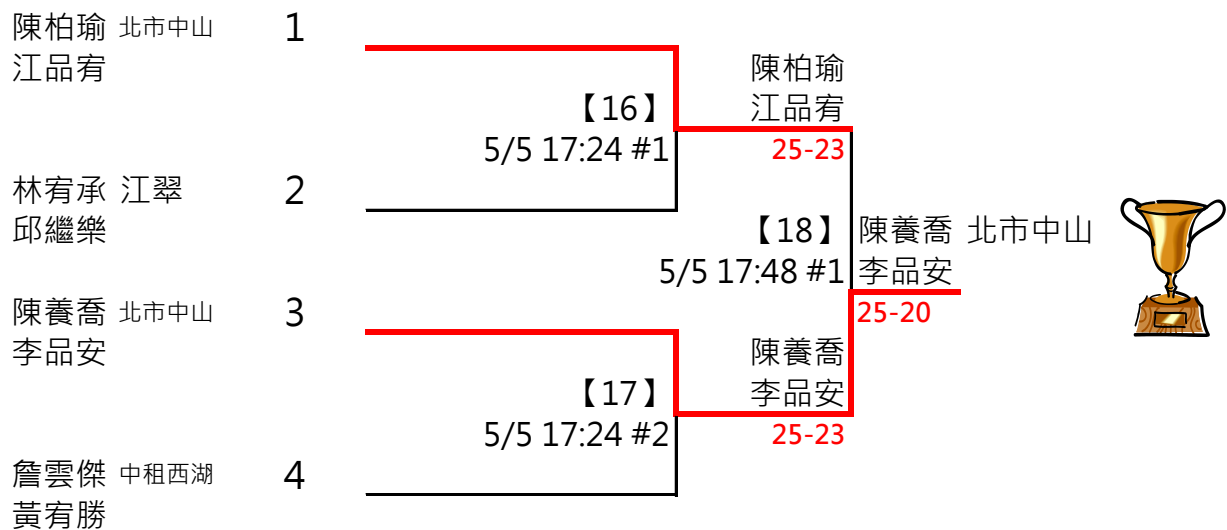 陳柏瑜 北市中山 1
江品宥
陳柏瑜
江品宥
【16】
5/5 17:24 #1
25-23
林宥承 江翠 2
邱繼樂
【18】
5/5 17:48 #1
陳養喬 北市中山
李品安
25-20
陳養喬 北市中山 3
李品安
陳養喬
李品安
【17】
5/5 17:24 #2
25-23
詹雲傑 中租西湖 4
黃宥勝